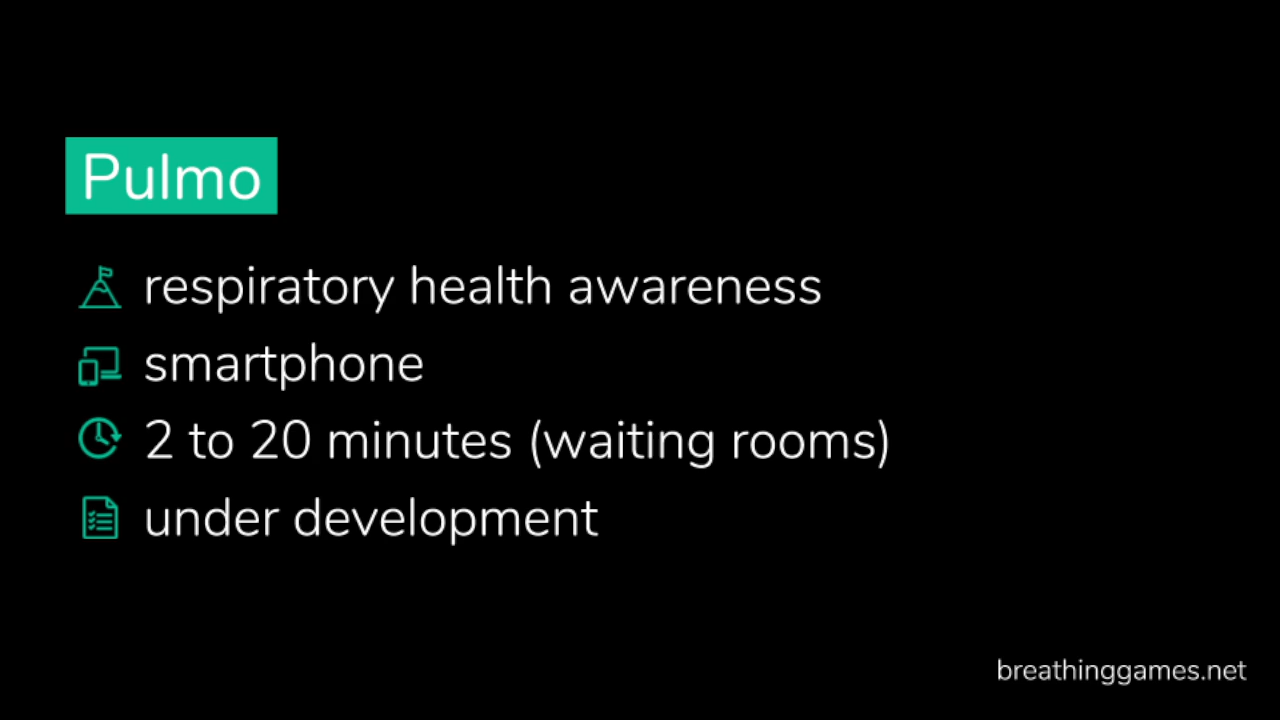 Pulmo
respiratory health awareness
smartphone
2 to 20 minutes (waiting rooms)
under development
breathinggames.net